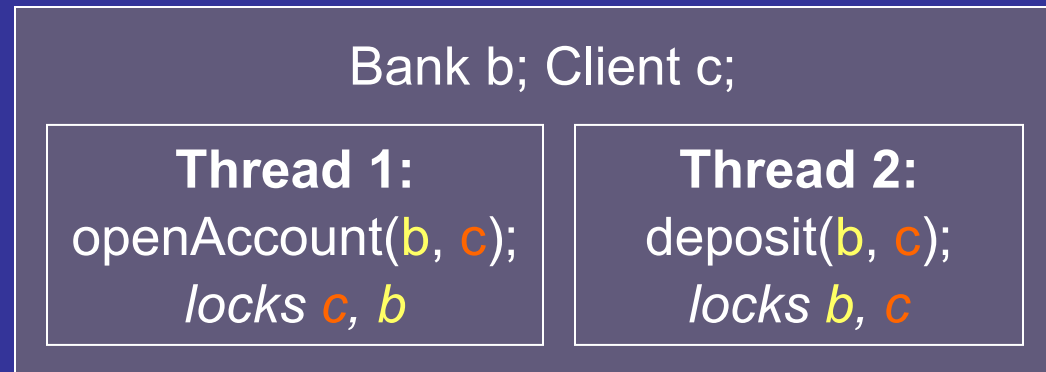 Bank b; Client c;
Thread 1:
openAccount(b, c);
locks c, b
Thread 2:
deposit(b, c);
locks b, c